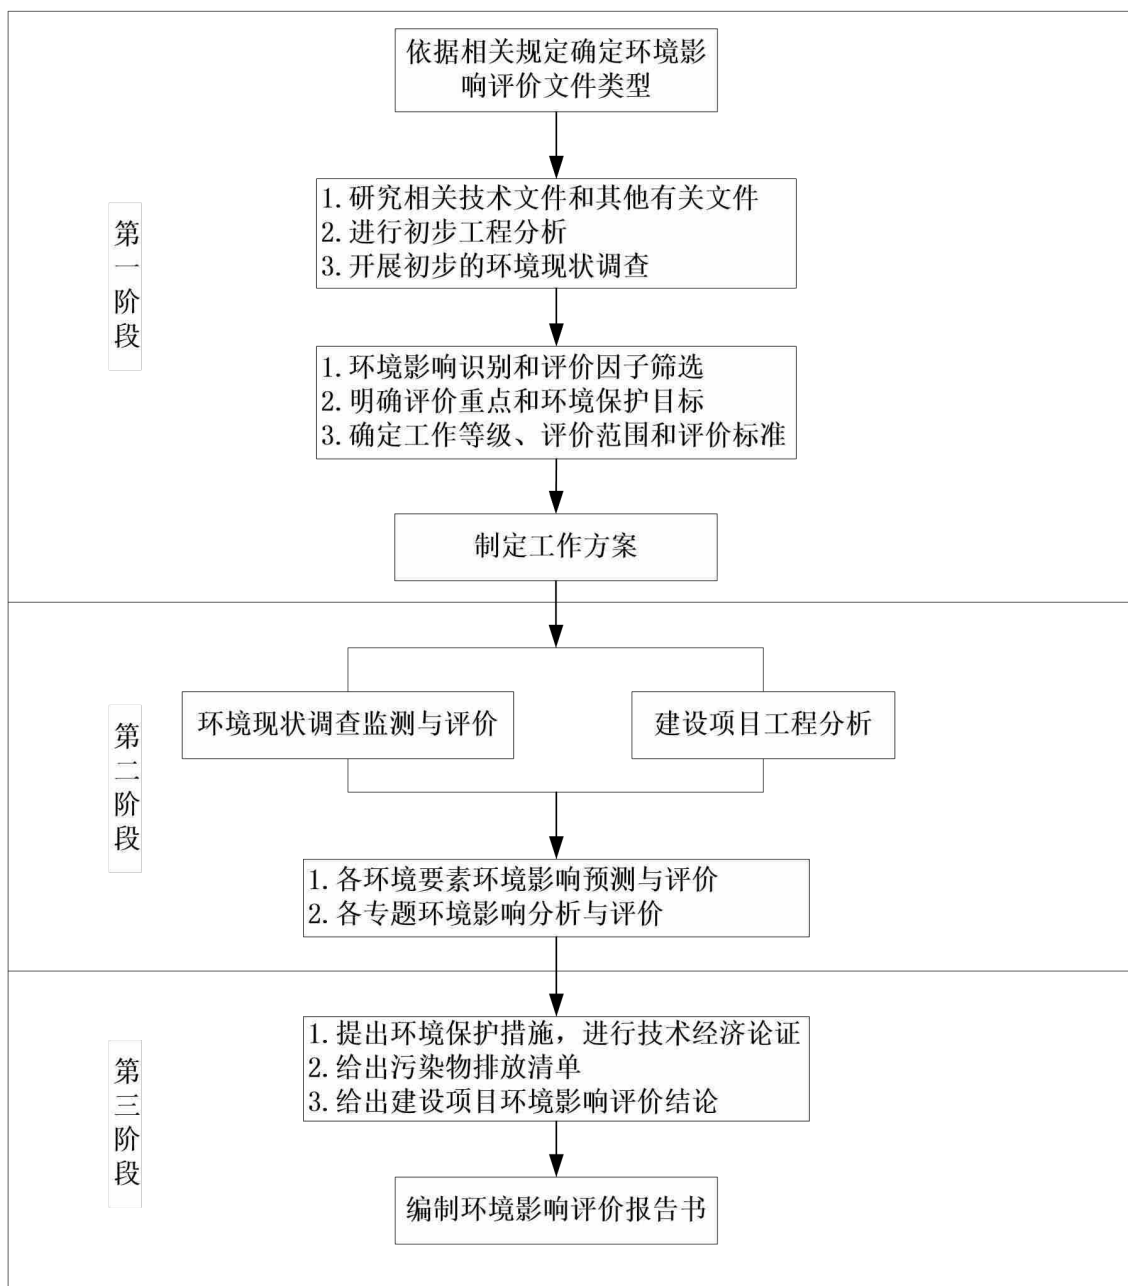 依据相关规定确定环境影
响评价文件类型
第一阶段
1. 研究相关技术文件和其他有关文件
2. 进行初步工程分析
3. 开展初步的环境现状调查
1. 环境影响识别和评价因子筛选
2. 明确评价重点和环境保护目标
3. 确定工作等级、评价范围和评价标准
制定工作方案
第二阶段
环境现状调查监测与评价
建设项目工程分析
1. 各环境要素环境影响预测与评价
2. 各专题环境影响分析与评价
第三阶段
1. 提出环境保护措施，进行技术经济论证
2. 给出污染物排放清单
3. 给出建设项目环境影响评价结论
编制环境影响评价报告书